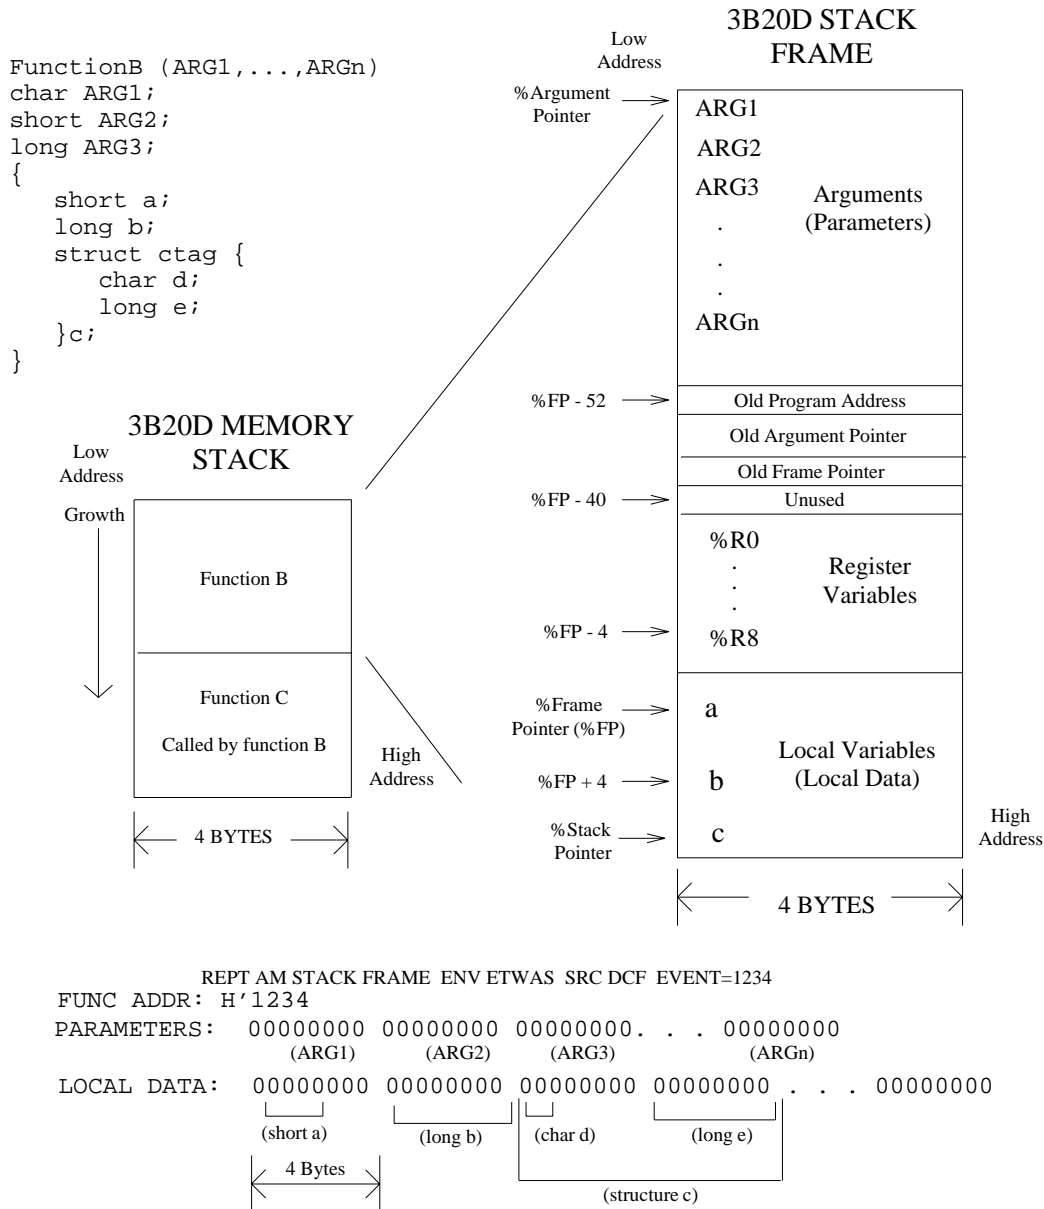 3B20D STACK
FRAME
Low
Address
FunctionB (ARG1,...,ARGn)
char ARG1;
short ARG2;
long ARG3;
{
short a;
long b;
struct ctag {
char d;
long e;
}c;
}
%Argument
Pointer
ARG1
ARG2
ARG3
.
.
.
ARGn
Arguments
(Parameters)
%FP - 52
Old Program Address
Old Argument Pointer
Old Frame Pointer
%FP - 40
Unused
%R0
.
.
.
%R8
Register
Variables
%FP - 4
%Frame
Pointer (%FP)
a
Local Variables
(Local Data)
%FP + 4
b
%Stack
Pointer
c
High
Address
4 BYTES
3B20D MEMORY
STACK
Low
Address
Growth
Function B
Function C
Called by function B
High
Address
4 BYTES
REPT AM STACK FRAME ENV ETWAS SRC DCF EVENT=1234
FUNC ADDR: H'1234
PARAMETERS: 00000000 00000000 00000000. . . 00000000
(ARG1) (ARG2) (ARG3) (ARGn)
LOCAL DATA: 00000000 00000000 00000000 00000000 . . . 00000000
(short a) (long b) (char d) (long e)
4 Bytes
(structure c)